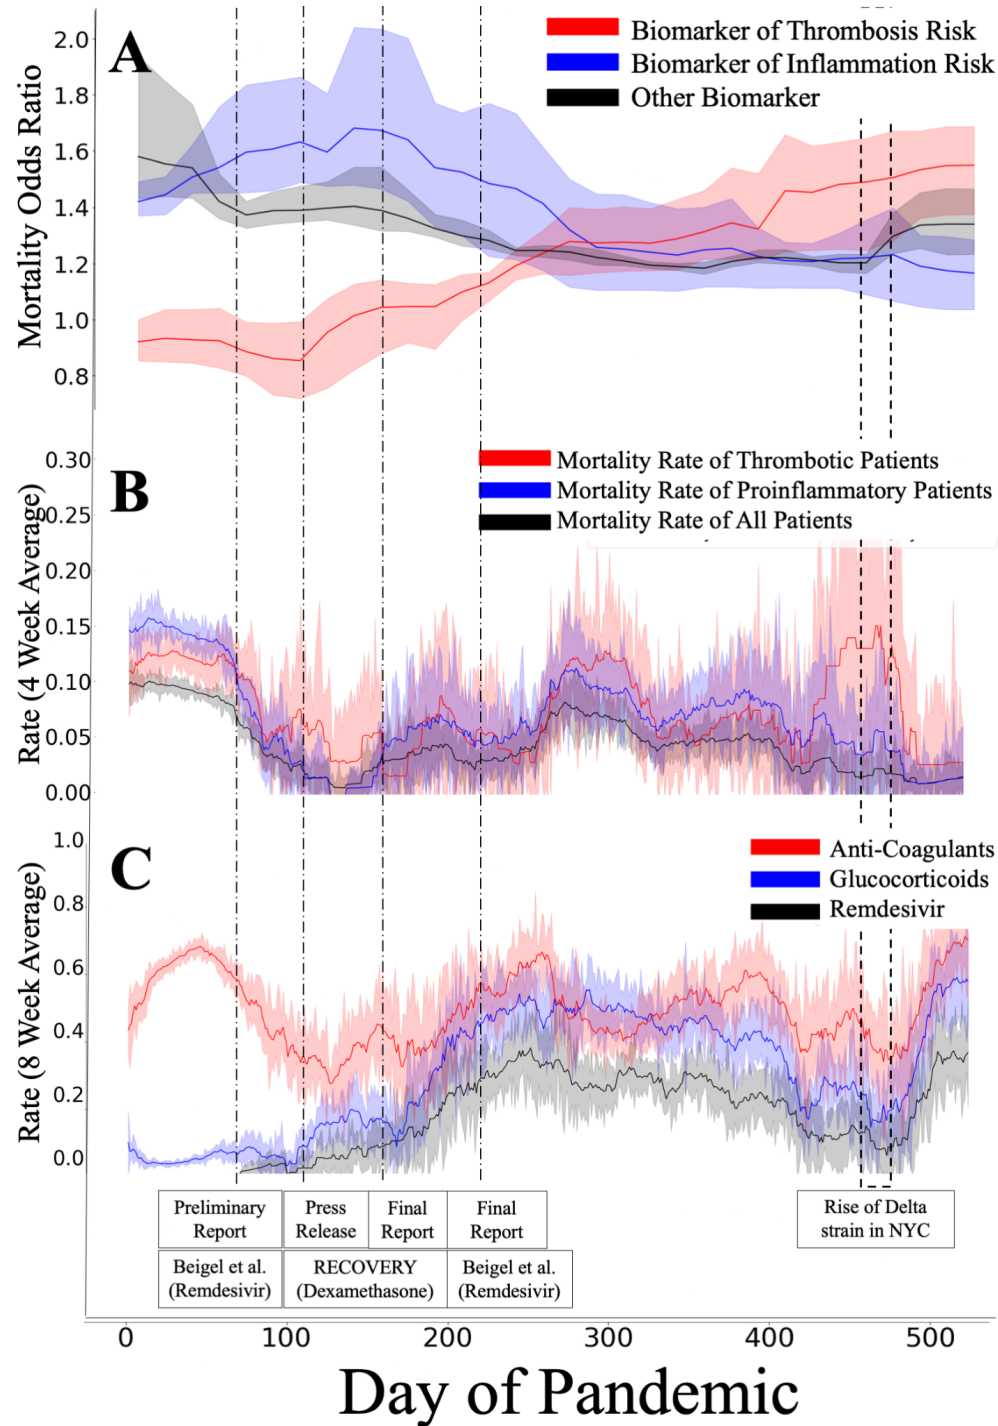 A
Mortality Odds Ratio
2.0
1.8
1.6
1.4
1.2
1.0
0.8
Biomarker of Thrombosis Risk
Biomarker of Inflammation Risk
Other Biomarker
B
Rate (4 Week Average)
0.30
0.25
0.20
0.15
0.10
0.05
0.00
Mortality Rate of Thrombotic Patients
Mortality Rate of Proinflammatory Patients
Mortality Rate of All Patients
C
Rate (8 Week Average)
1.0
0.8
0.6
0.4
0.2
0.0
Anti-Coagulants
Glucocorticoids
Remdesivir
Preliminary
Report
Press
Release
Final
Report
Final
Report
Rise of Delta
strain in NYC
Beigel et al.
(Remdesivir)
RECOVERY
(Dexamethasone)
Beigel et al.
(Remdesivir)
0 100 200 300 400 500
Day of Pandemic